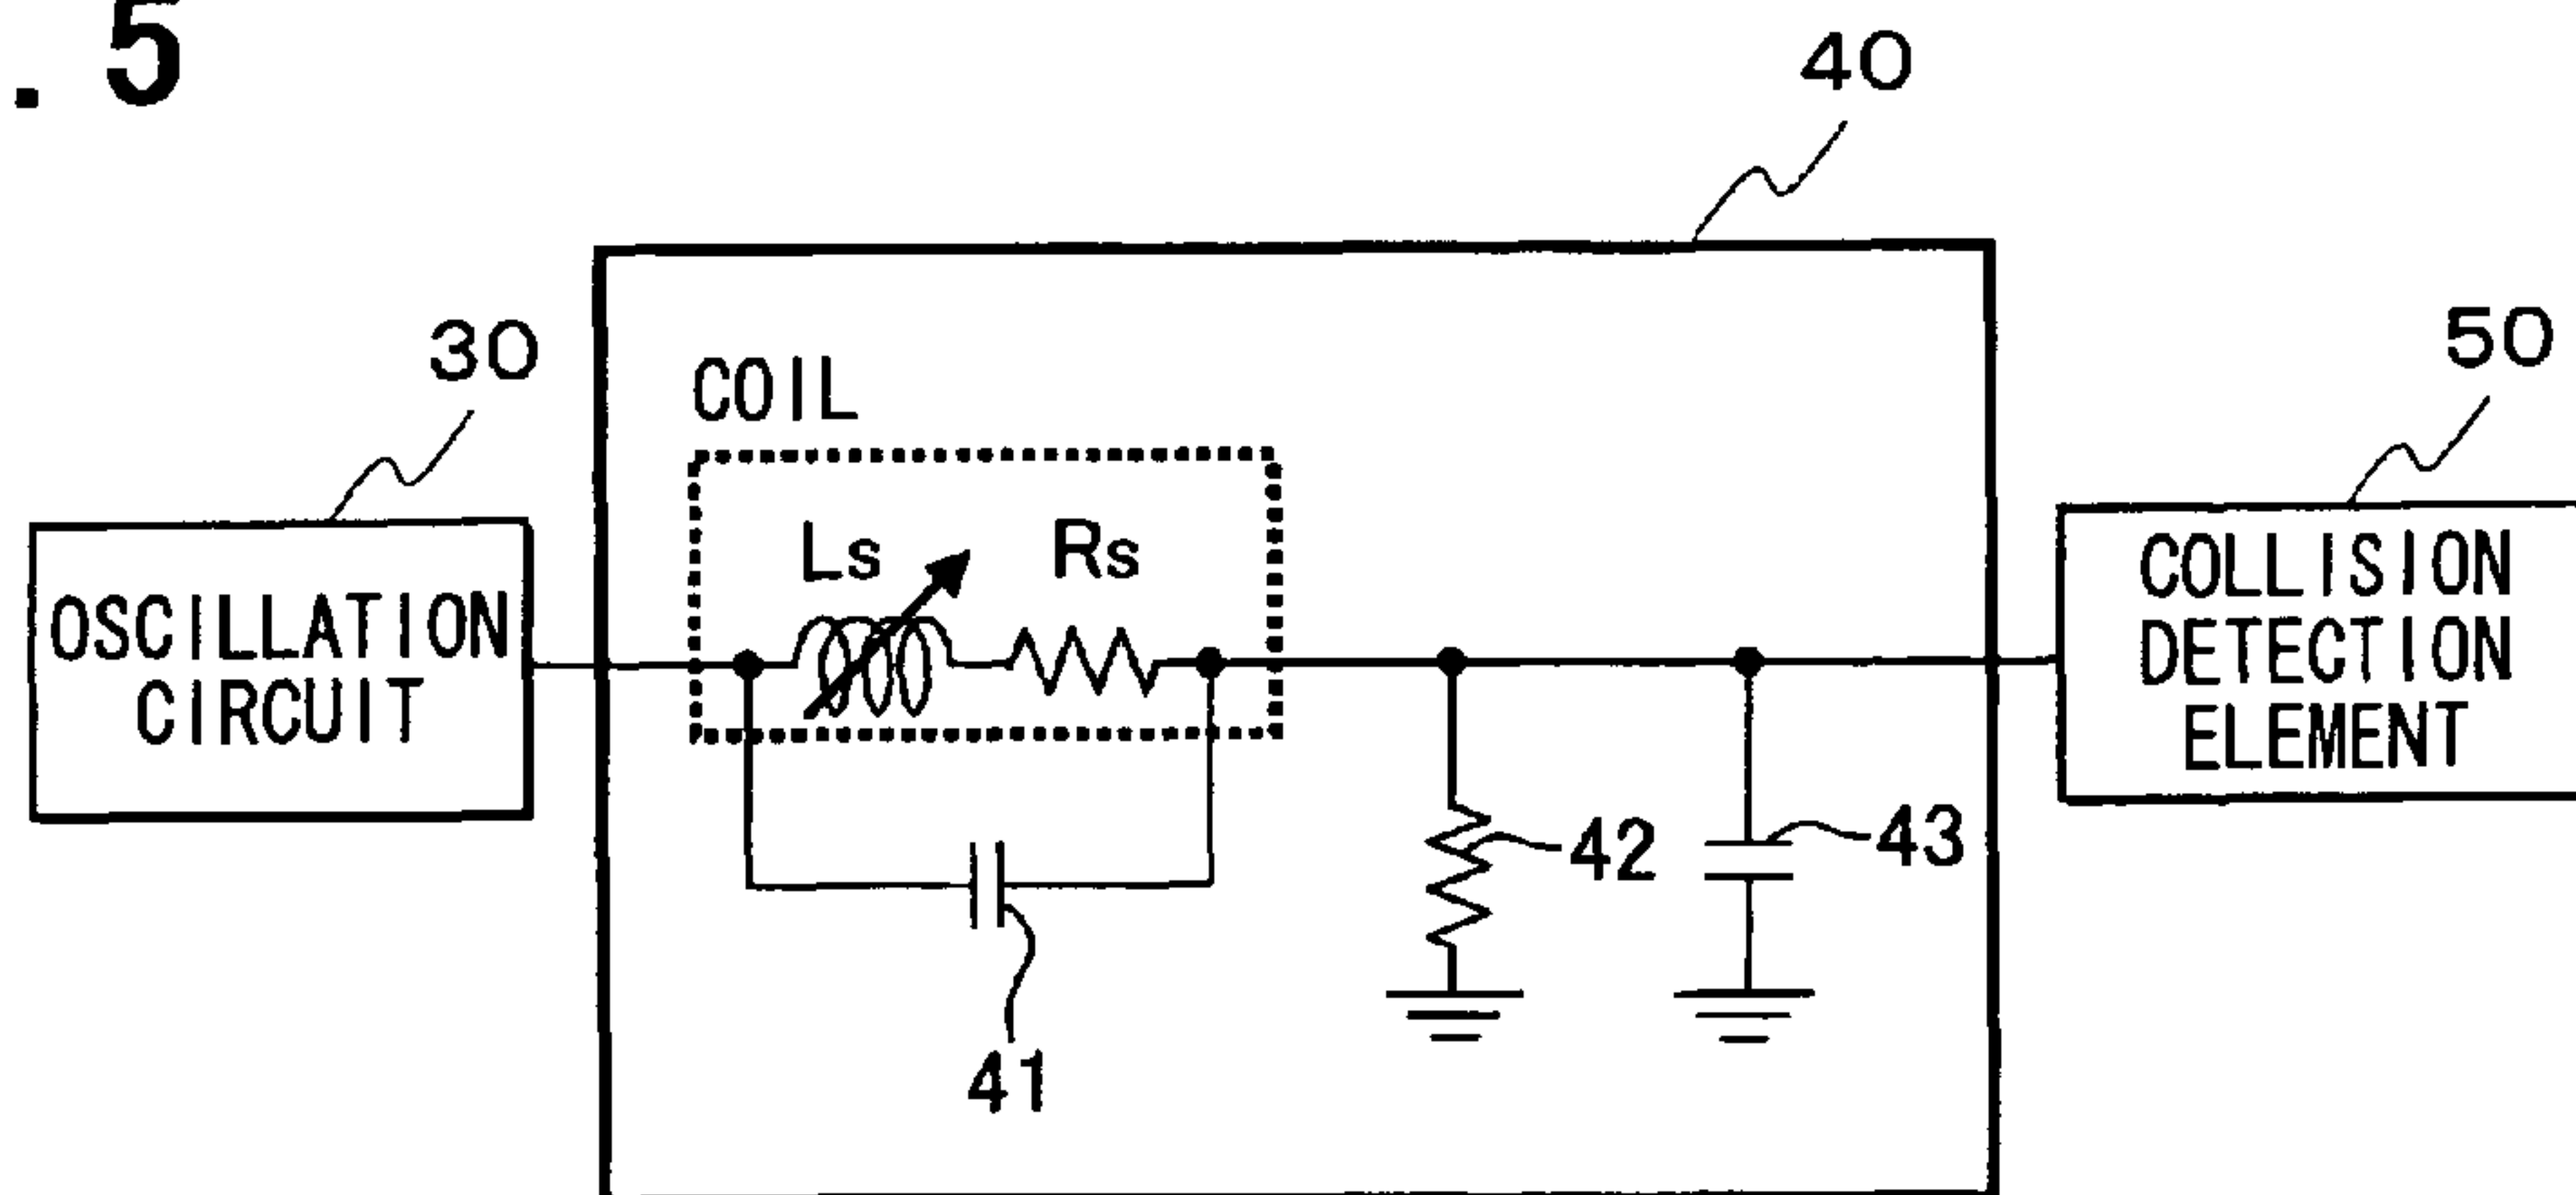 . 5
40
30
50
COIL
Ls
Rs
OSCILLATION
CIRCUIT
COLLISION
DETECTION
ELEMENT
42
43
41